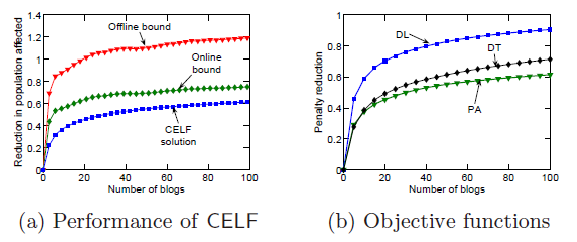 1.4
1.2
1
0.8
0.6
0.4
0.2
0
Reduction in population affected
Offline bound
Online
bound
CELF
solution
0 20 40 60 80 100
Number of blogs
(a) Performance of CELF
1
0.8
0.6
0.4
0.2
0
Penalty reduction
DL
DT
PA
0 20 40 60 80 100
Number of blogs
(b) Objective functions